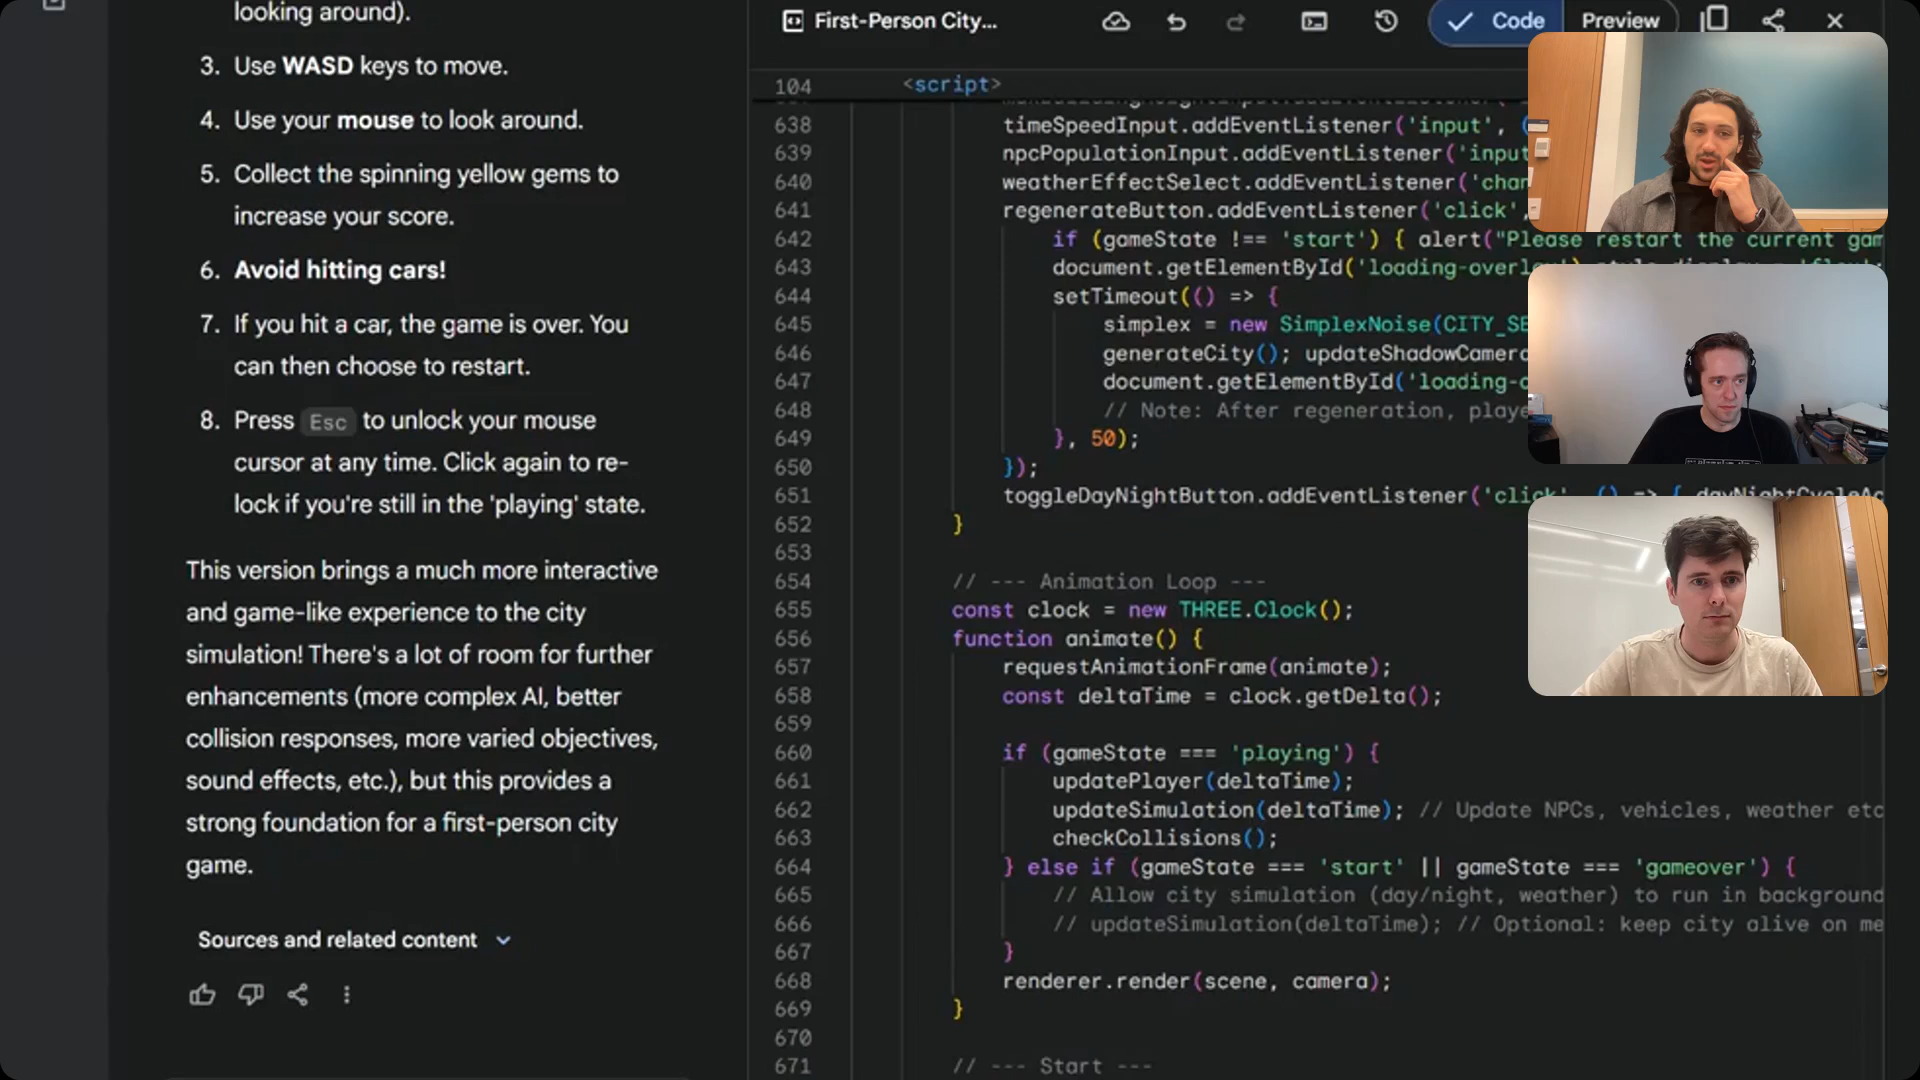 looking around).
3. Use WASD keys to move.
4. Use your mouse to look around.
5. Collect the spinning yellow gems to
increase your score.
6. Avoid hitting cars!
7. If you hit a car, the game is over. You
can then choose to restart.
8. Press Esc to unlock your mouse
cursor at any time. Click again to re-
lock if you're still in the 'playing' state.
This version brings a much more interactive
and game-like experience to the city
simulation! There's a lot of room for further
enhancements (more complex AI, better
collision responses, more varied objectives,
sound effects, etc.), but this provides a
strong foundation for a first-person city
game.
Sources and related content
First-Person City...
Code
Preview
104 <script>
638 timeSpeedInput.addEventListener('input', (
639 npcPopulationInput.addEventListener('input
640 weatherEffectSelect.addEventListener('chan
641 regenerateButton.addEventListener('click',
642 if (gameState !== 'start') { alert("Please restart the current gam
643 document.getElementById('loading-overlay').style.display = 'flex';
644 setTimeout(() => {
645 simplex = new SimplexNoise(CITY_SE
646 generateCity(); updateShadowCamera
647 document.getElementById('loading-o
648 // Note: After regeneration, playe
649 }, 50);
650 });
651 toggleDayNightButton.addEventListener('click', () => { dayNightCycleAc
652 }
653
654 // --- Animation Loop ---
655 const clock = new THREE.Clock();
656 function animate() {
657 requestAnimationFrame(animate);
658 const deltaTime = clock.getDelta();
659
660 if (gameState === 'playing') {
661 updatePlayer(deltaTime);
662 updateSimulation(deltaTime); // Update NPCs, vehicles, weather etc
663 checkCollisions();
664 } else if (gameState === 'start' || gameState === 'gameover') {
665 // Allow city simulation (day/night, weather) to run in background
666 // updateSimulation(deltaTime); // Optional: keep city alive on me
667 }
668 renderer.render(scene, camera);
669 }
670
671 // --- Start ---